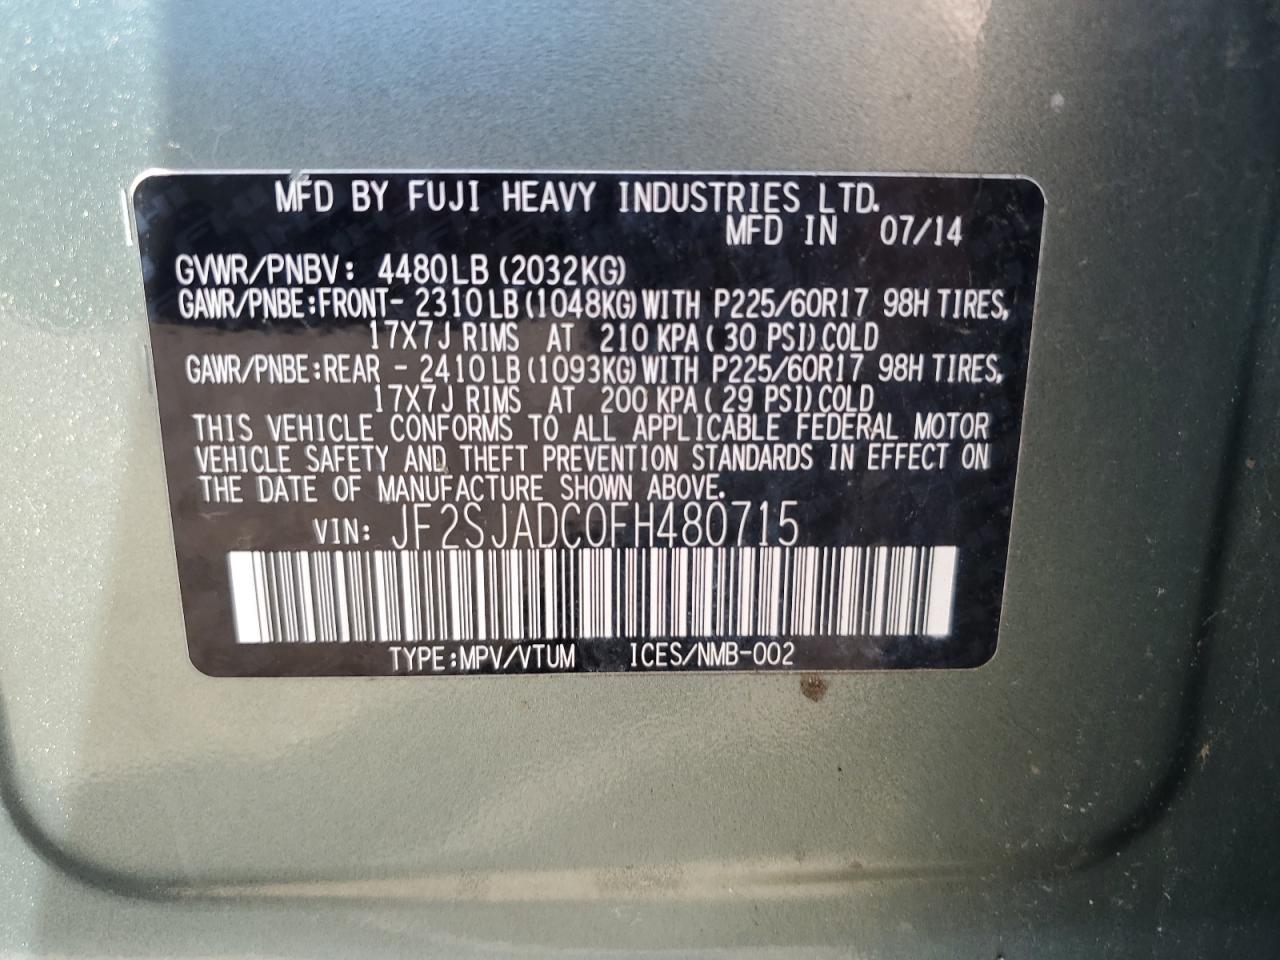 MFD BY FUJI HEAVY INDUSTRIES LTD.
MFD IN 07/14
GVWR/PNBV: 4480LB (2032KG)
GAWR/PNBE:FRONT- 2310LB (1048KG) WITH P225/60R17 98H TIRES,
17X7J RIMS AT 210 KPA ( 30 PSI) COLD
GAWR/PNBE:REAR - 2410LB (1093KG) WITH P225/60R17 98H TIRES,
17X7J RIMS AT 200 KPA ( 29 PSI) COLD
THIS VEHICLE CONFORMS TO ALL APPLICABLE FEDERAL MOTOR
VEHICLE SAFETY AND THEFT PREVENTION STANDARDS IN EFFECT ON
THE DATE OF MANUFACTURE SHOWN ABOVE.
VIN: JF2SJADC0FH480715
TYPE:MPV/VTUM ICES/NMB-002